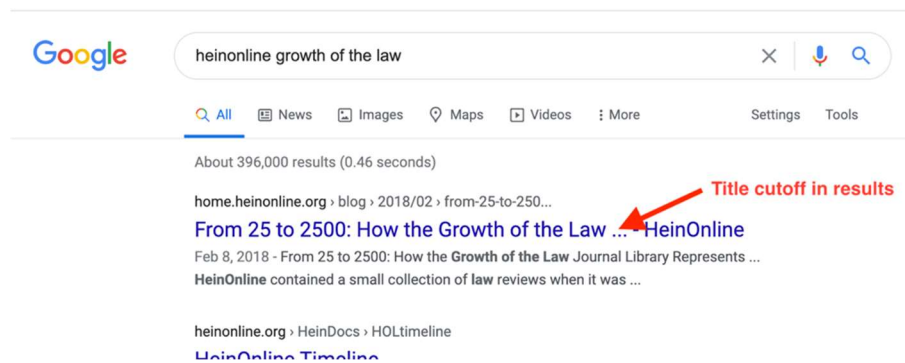 Google
heinonline growth of the law
All News Images Maps Videos More Settings Tools
About 396,000 results (0.46 seconds)
Title cutoff in results
home.heinonline.org › blog › 2018/02 › from-25-to-250...
From 25 to 2500: How the Growth of the Law ... - HeinOnline
Feb 8, 2018 - From 25 to 2500: How the Growth of the Law Journal Library Represents ...
HeinOnline contained a small collection of law reviews when it was ...
heinonline.org › HeinDocs › HOLtimeline
HeinOnline Timeline